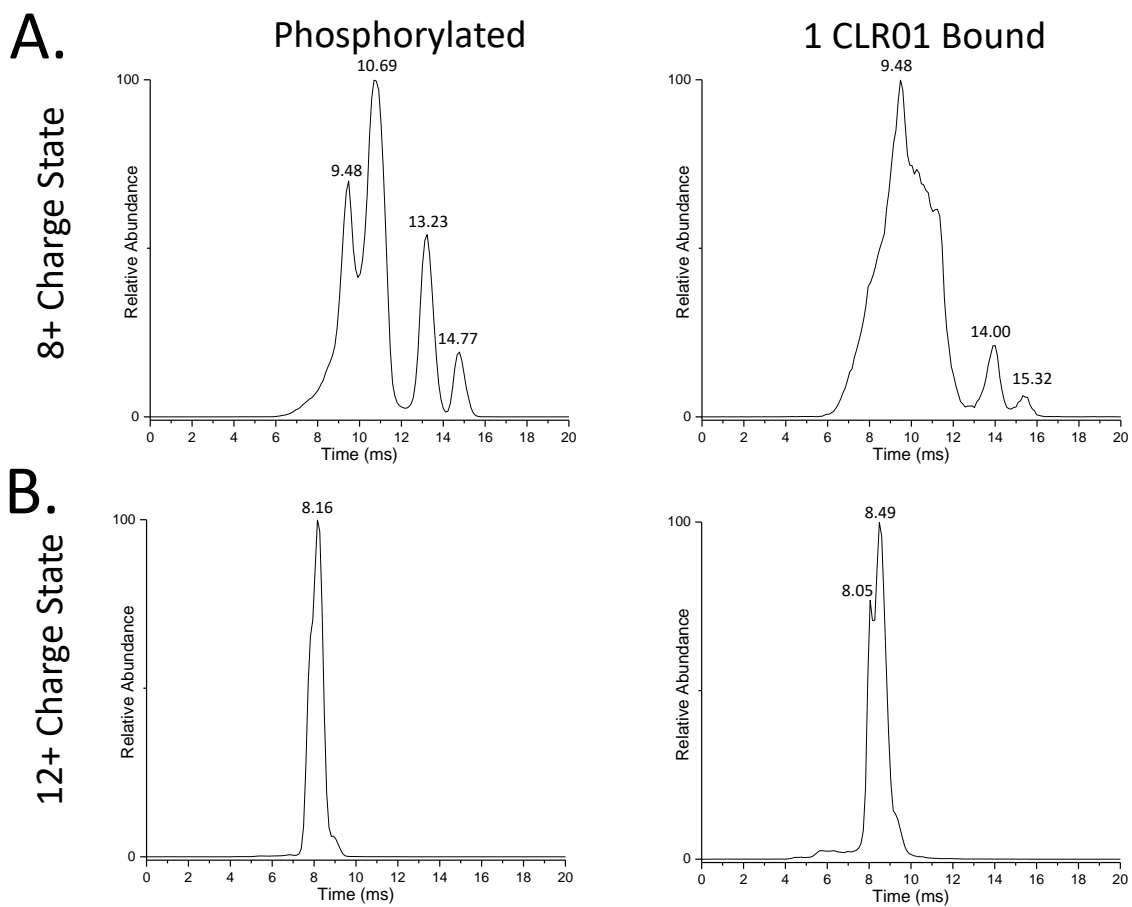 A.
Phosphorylated
1 CLR01 Bound
8+ Charge State
Relative Abundance
100
0
9.48
10.69
13.23
14.77
0 2 4 6 8 10 12 14 16 18 20
Time (ms)
Relative Abundance
100
0
9.48
14.00
15.32
0 2 4 6 8 10 12 14 16 18 20
Time (ms)
B.
12+ Charge State
Relative Abundance
100
0
8.16
0 2 4 6 8 10 12 14 16 18 20
Time (ms)
Relative Abundance
100
0
8.05
8.49
0 2 4 6 8 10 12 14 16 18 20
Time (ms)